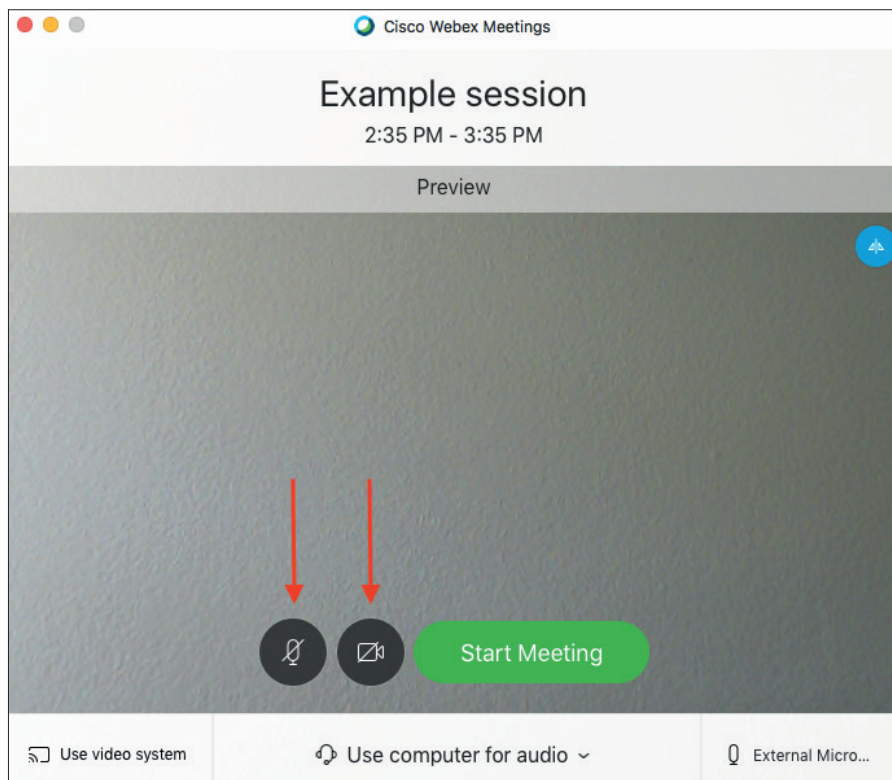 Cisco Webex Meetings
Example session
2:35 PM - 3:35 PM
Preview
Start Meeting
Use video system
Use computer for audio
External Micro...